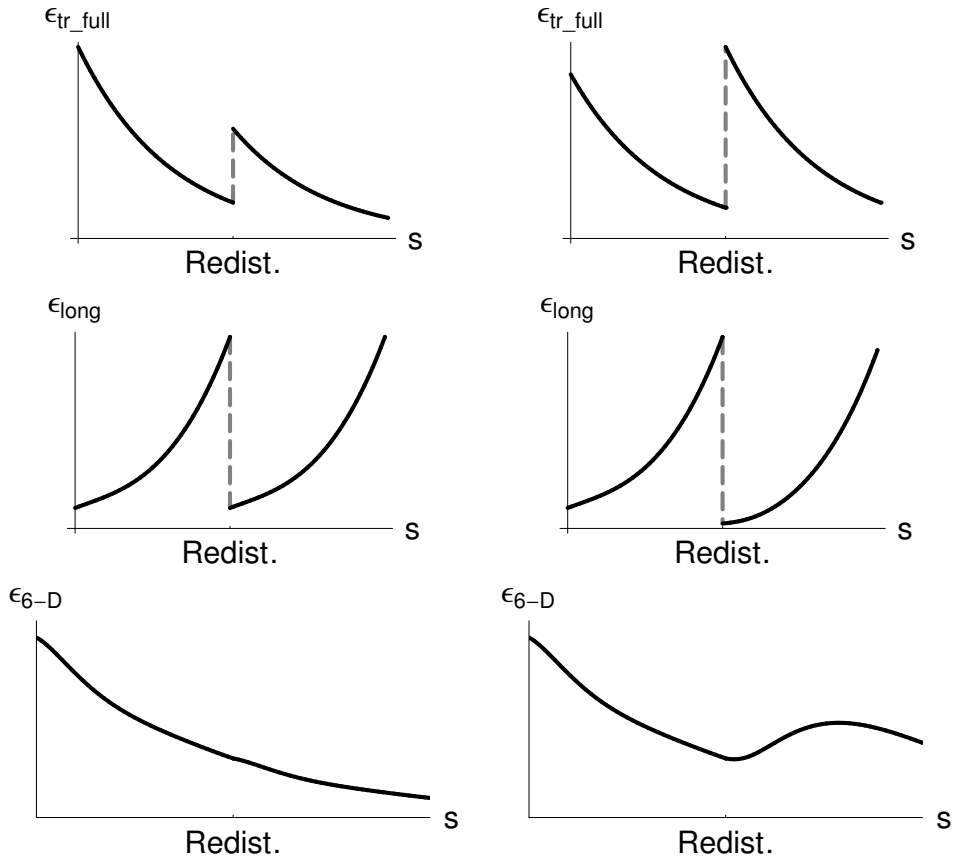 ϵtr_full
s
Redist.
ϵtr_full
s
Redist.
ϵlong
s
Redist.
ϵlong
s
Redist.
ϵ6−D
s
Redist.
ϵ6−D
s
Redist.